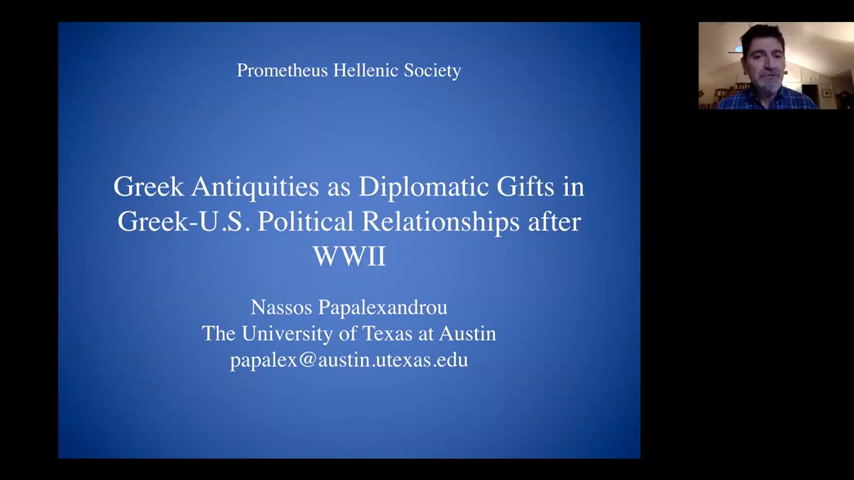 Prometheus Hellenic Society
Greek Antiquities as Diplomatic Gifts in
Greek-U.S. Political Relationships after
WWII
Nassos Papalexandrou
The University of Texas at Austin
papalex@austin.utexas.edu